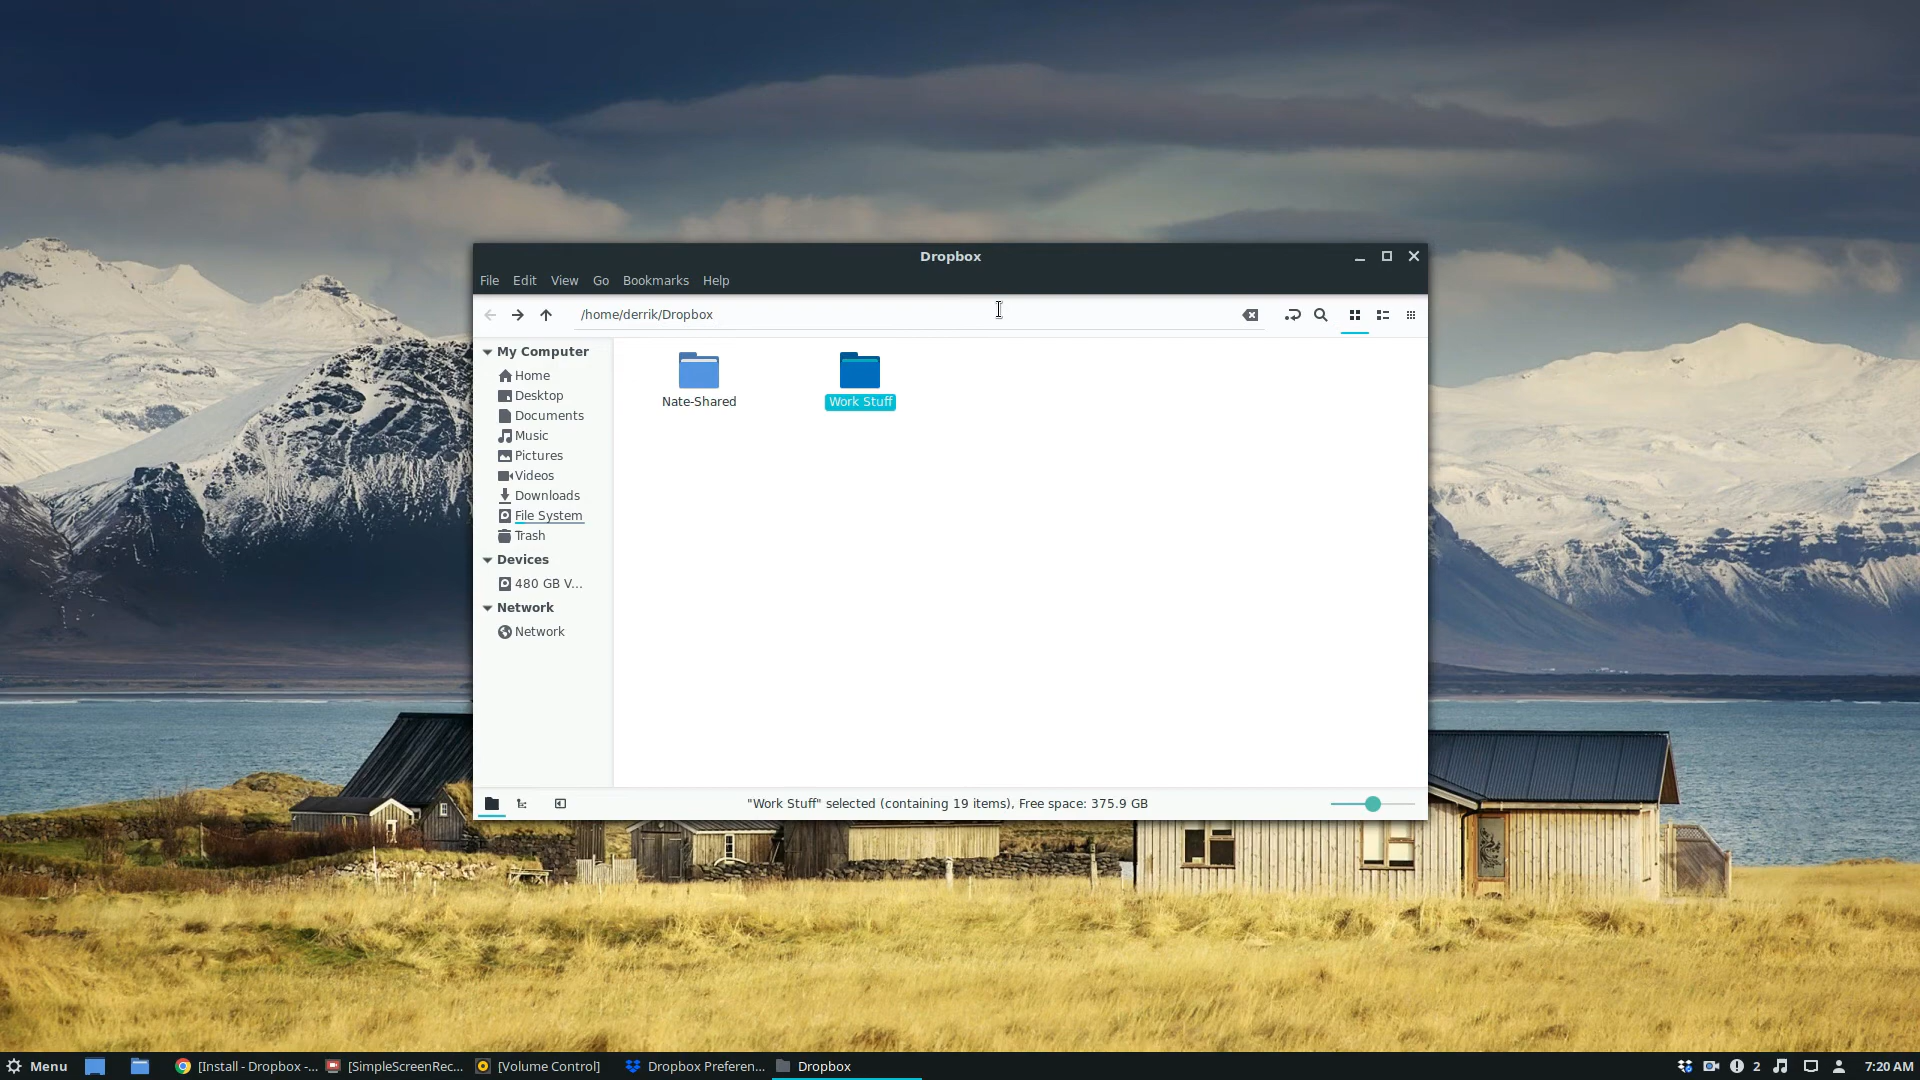 Dropbox
File Edit View Go Bookmarks Help
/home/derrik/Dropbox
My Computer
Home
Desktop
Documents
Music
Pictures
Videos
Downloads
File System
Trash
Devices
480 GB V...
Network
Network
Nate-Shared
Work Stuff
"Work Stuff" selected (containing 19 items), Free space: 375.9 GB
Menu [Install - Dropbox -... [SimpleScreenRec... [Volume Control] Dropbox Preferen... Dropbox 2 7:20 AM